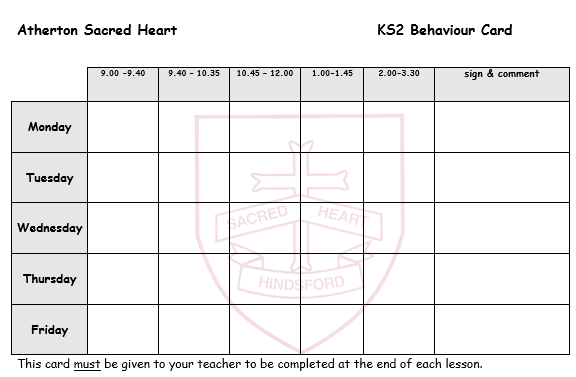 Atherton Sacred Heart KS2 Behaviour Card
9.00 –9.40 9.40 – 10.35 10.45 – 12.00 1.00–1.45 2.00–3.30 sign & comment
Monday
Tuesday
SACRED HEART
Wednesday
Thursday
HINDSFORD
Friday
This card must be given to your teacher to be completed at the end of each lesson.